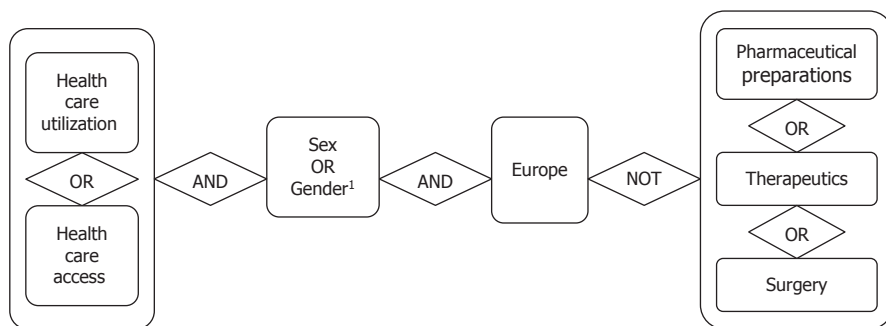 Health
care
utilization
OR
Health
care
access
AND
Sex
OR
Gender¹
AND
Europe
NOT
Pharmaceutical
preparations
OR
Therapeutics
OR
Surgery